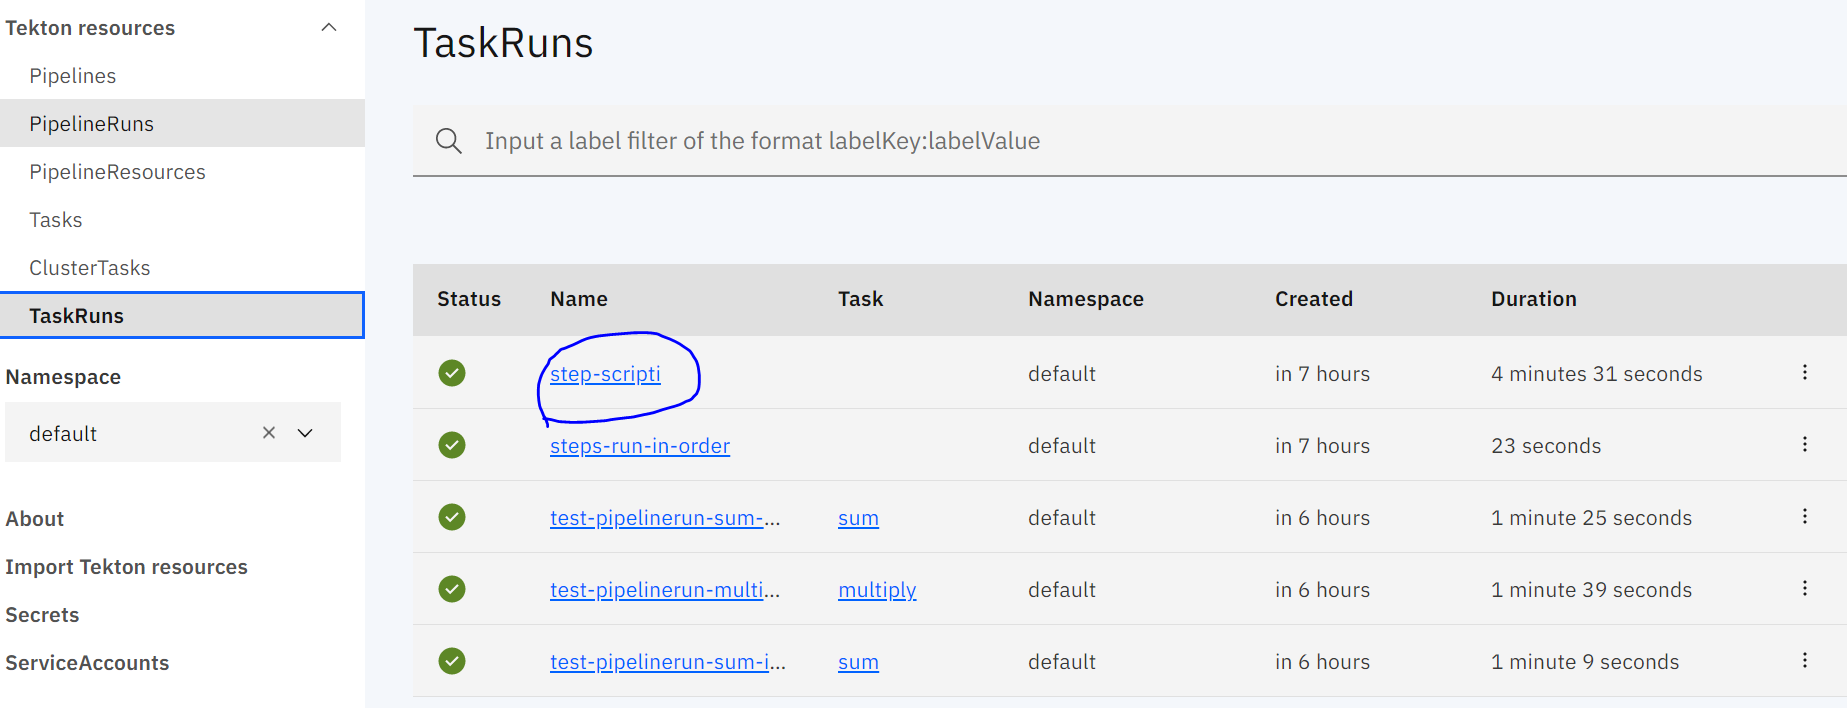 Tekton resources
Pipelines
PipelineRuns
PipelineResources
Tasks
ClusterTasks
TaskRuns
Namespace
default
About
Import Tekton resources
Secrets
ServiceAccounts
TaskRuns
Input a label filter of the format labelKey:labelValue
Status Name Task Namespace Created Duration
step-scripti default in 7 hours 4 minutes 31 seconds
steps-run-in-order default in 7 hours 23 seconds
test-pipelinerun-sum-... sum default in 6 hours 1 minute 25 seconds
test-pipelinerun-multi... multiply default in 6 hours 1 minute 39 seconds
test-pipelinerun-sum-i... sum default in 6 hours 1 minute 9 seconds